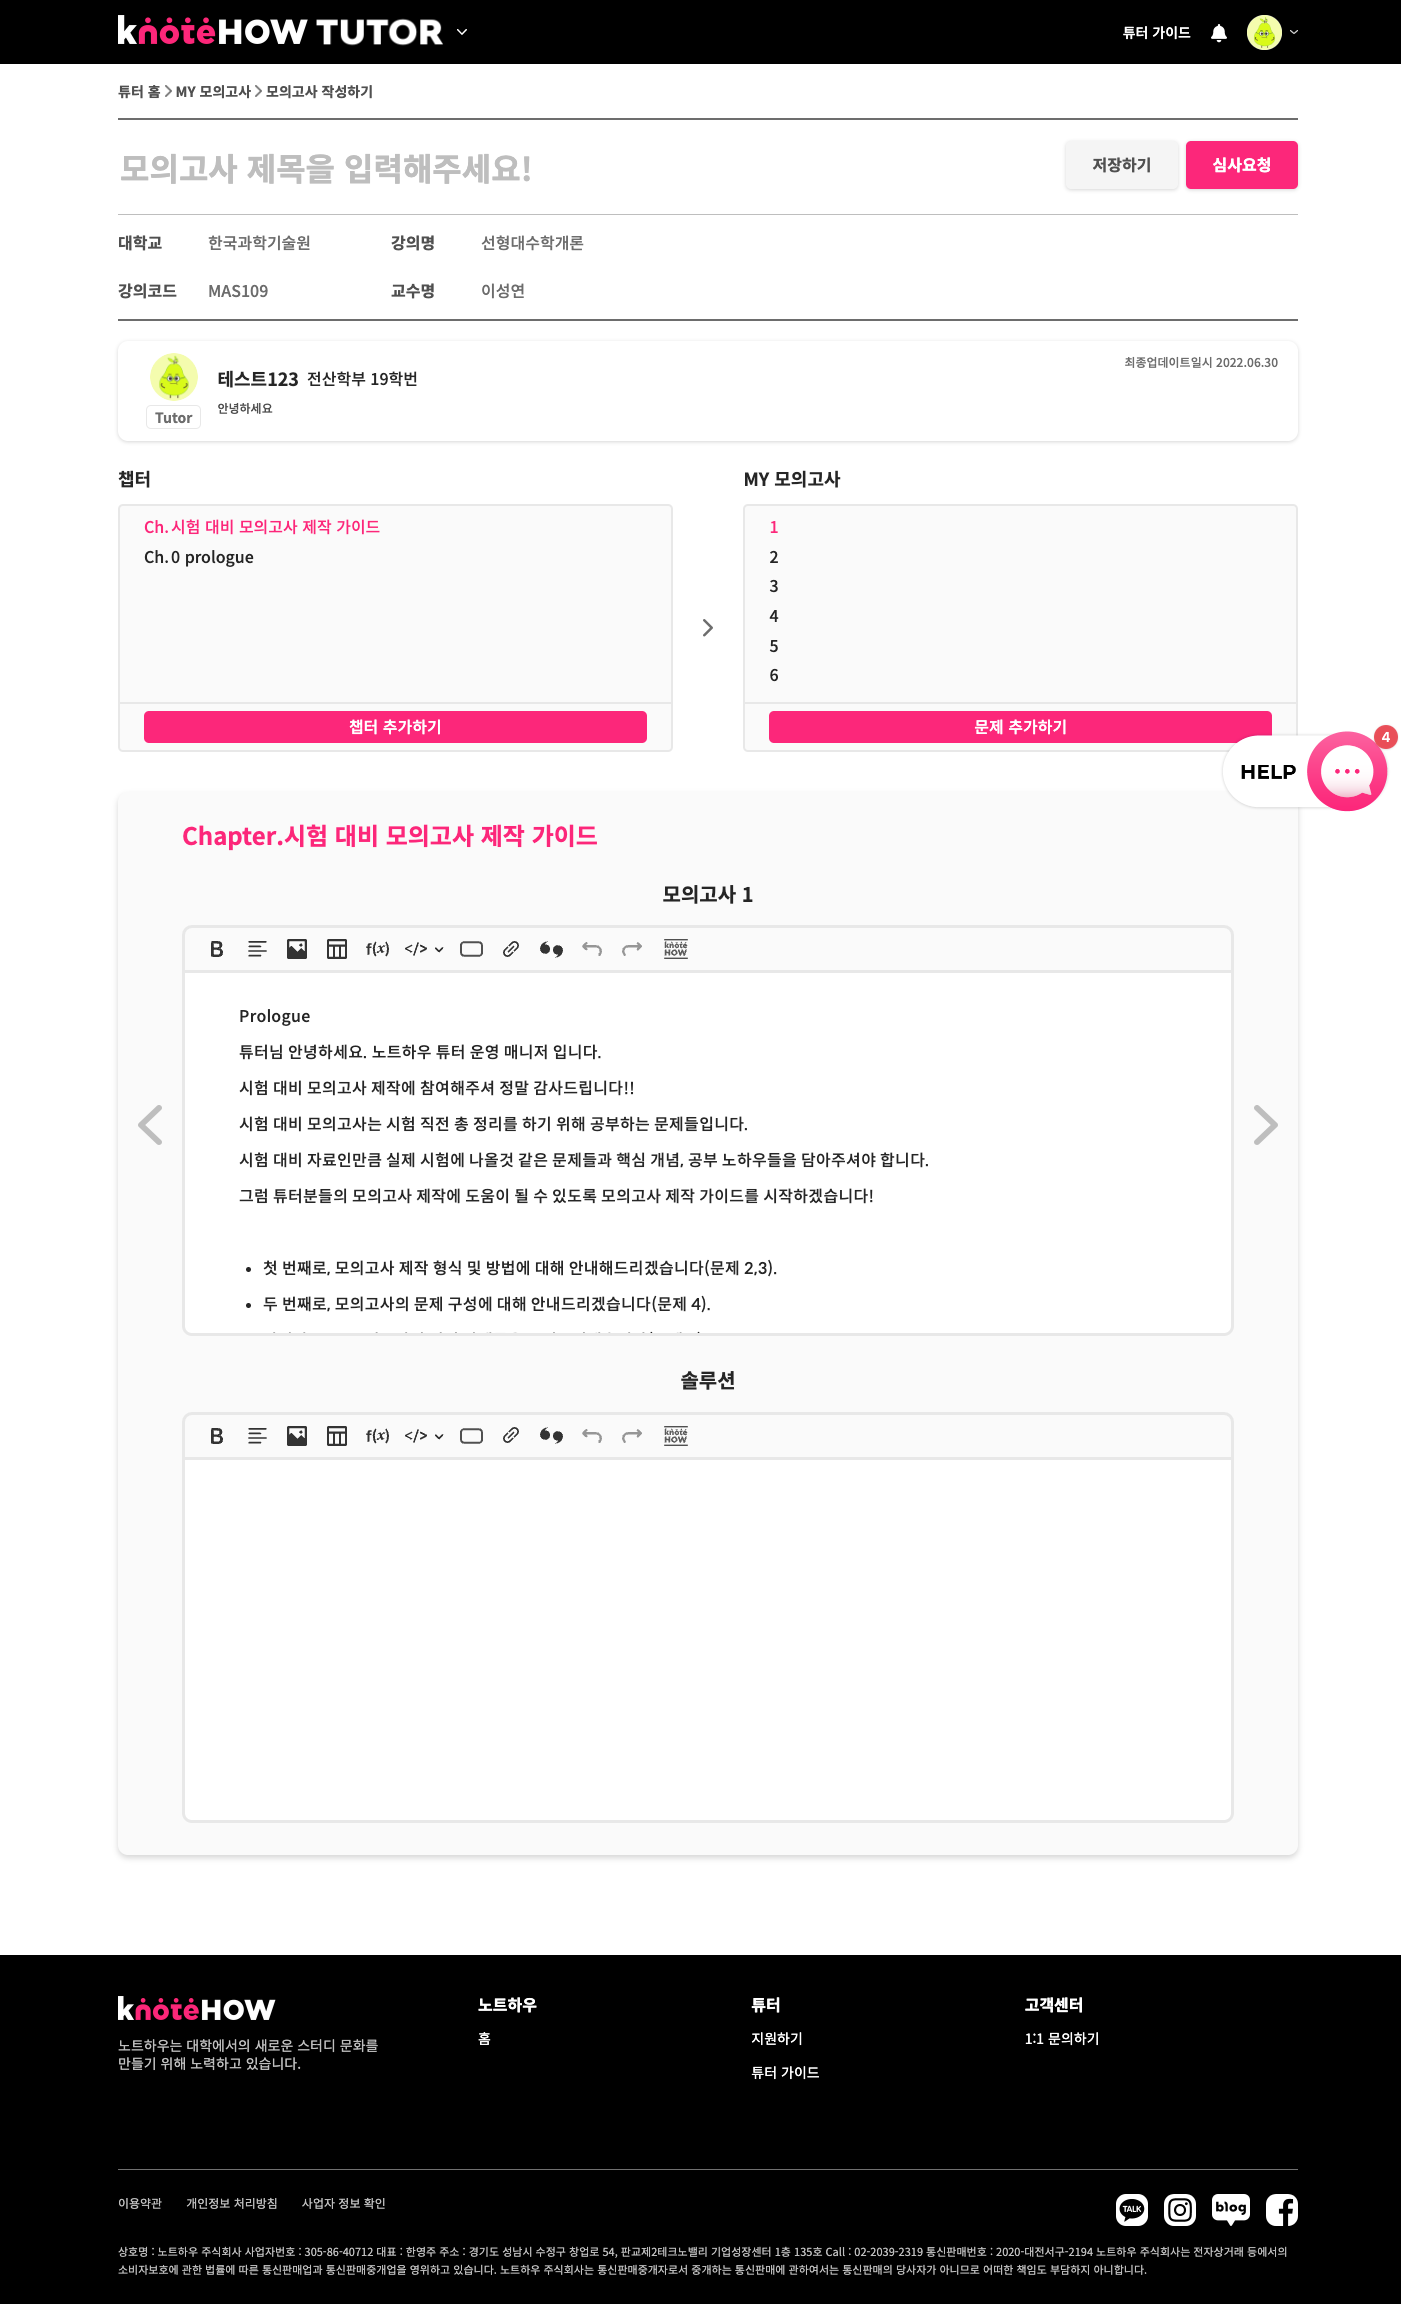 knoteHOW TUTOR
튜터 가이드
튜터 홈 > MY 모의고사 > 모의고사 작성하기
모의고사 제목을 입력해주세요!
저장하기
심사요청
대학교 한국과학기술원 강의명 선형대수학개론
강의코드 MAS109 교수명 이성연
최종업데이트일시 2022.06.30
테스트123 전산학부 19학번
안녕하세요
Tutor
챕터
Ch. 시험 대비 모의고사 제작 가이드
Ch. 0 prologue
챕터 추가하기
MY 모의고사
1
2
3
4
5
6
문제 추가하기
HELP
4
Chapter.시험 대비 모의고사 제작 가이드
모의고사 1
B f(x) </> knote HOW
Prologue
튜터님 안녕하세요. 노트하우 튜터 운영 매니저 입니다.
시험 대비 모의고사 제작에 참여해주셔 정말 감사드립니다!!
시험 대비 모의고사는 시험 직전 총 정리를 하기 위해 공부하는 문제들입니다.
시험 대비 자료인만큼 실제 시험에 나올것 같은 문제들과 핵심 개념, 공부 노하우들을 담아주셔야 합니다.
그럼 튜터분들의 모의고사 제작에 도움이 될 수 있도록 모의고사 제작 가이드를 시작하겠습니다!
• 첫 번째로, 모의고사 제작 형식 및 방법에 대해 안내해드리겠습니다(문제 2,3).
• 두 번째로, 모의고사의 문제 구성에 대해 안내드리겠습니다(문제 4).
솔루션
B f(x) </> knote HOW
knoteHOW
노트하우는 대학에서의 새로운 스터디 문화를
만들기 위해 노력하고 있습니다.
노트하우
홈
튜터
지원하기
튜터 가이드
고객센터
1:1 문의하기
이용약관 개인정보 처리방침 사업자 정보 확인
TALK
blog
상호명 : 노트하우 주식회사 사업자번호 : 305-86-40712 대표 : 한영주 주소 : 경기도 성남시 수정구 창업로 54, 판교제2테크노밸리 기업성장센터 1층 135호 Call : 02-2039-2319 통신판매번호 : 2020-대전서구-2194 노트하우 주식회사는 전자상거래 등에서의
소비자보호에 관한 법률에 따른 통신판매업과 통신판매중개업을 영위하고 있습니다. 노트하우 주식회사는 통신판매중개자로서 중개하는 통신판매에 관하여서는 통신판매의 당사자가 아니므로 어떠한 책임도 부담하지 아니합니다.